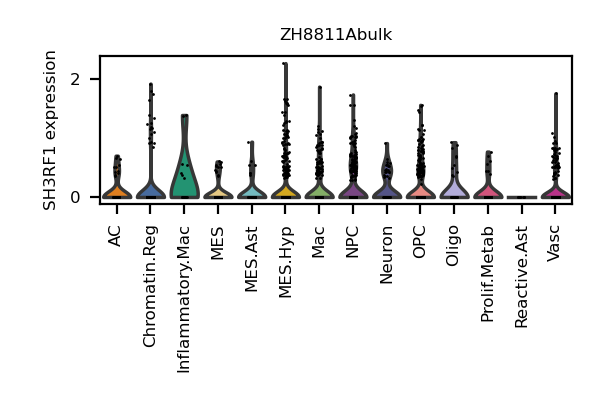 ZH8811Abulk
SH3RF1 expression
2
0
AC
Chromatin.Reg
Inflammatory.Mac
MES
MES.Ast
MES.Hyp
Mac
NPC
Neuron
OPC
Oligo
Prolif.Metab
Reactive.Ast
Vasc